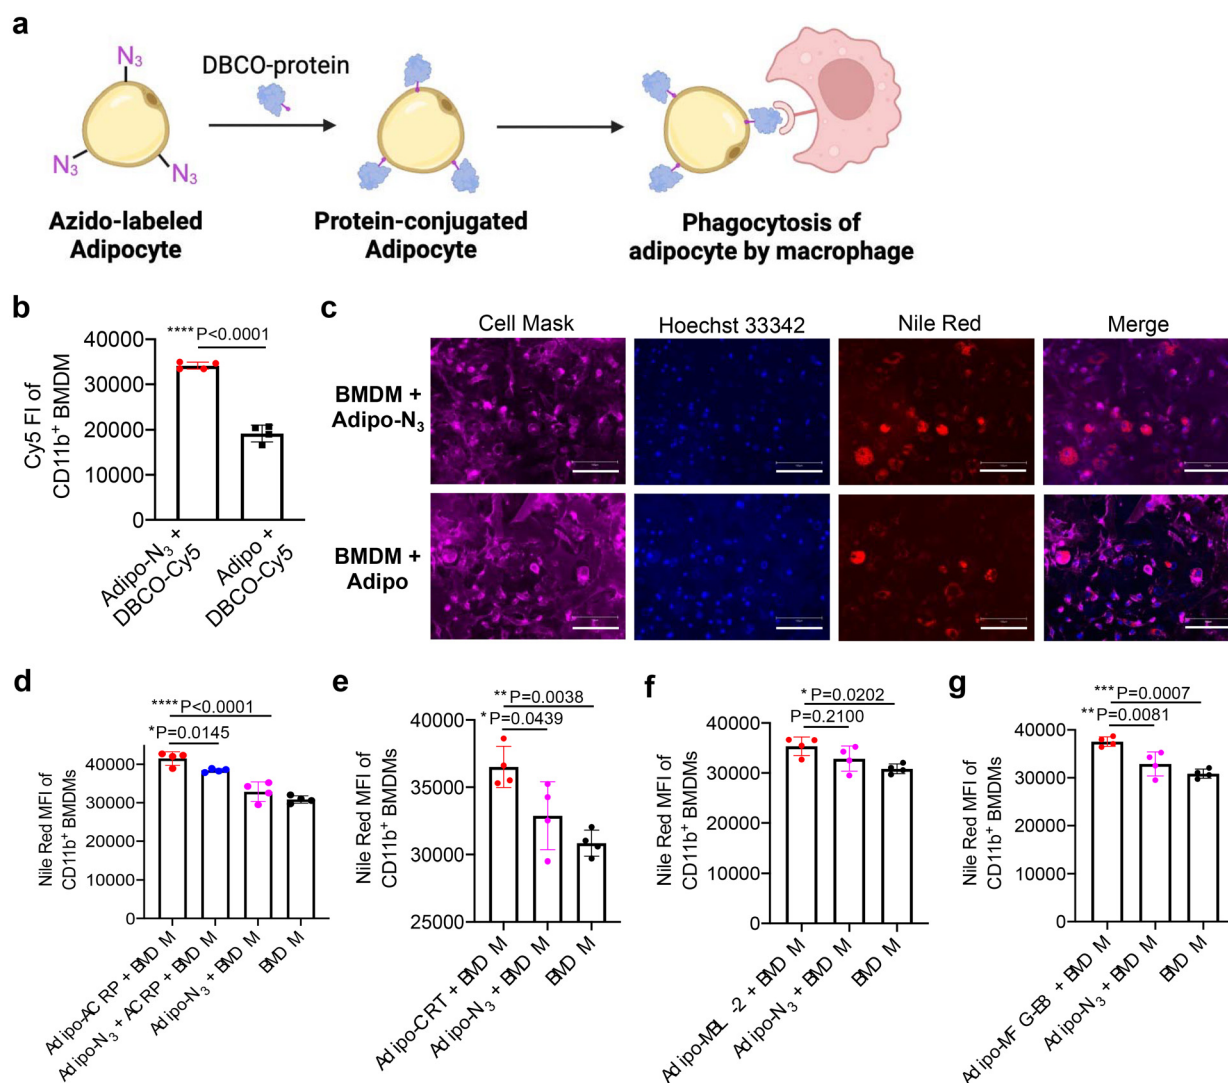 a
N3
N3
N3
DBCO-protein
Azido-labeled
Adipocyte
Protein-conjugated
Adipocyte
Phagocytosis of
adipocyte by macrophage
b
**** P<0.0001
Cy5 FI of
CD11b+ BMDM
40000
30000
20000
10000
0
Adipo-N3 +
DBCO-Cy5
Adipo +
DBCO-Cy5
c
Cell Mask
Hoechst 33342
Nile Red
Merge
BMDM +
Adipo-N3
BMDM +
Adipo
d
**** P<0.0001
*P=0.0145
Nile Red MFI of
CD11b+ BMDMs
40000
30000
20000
10000
0
Adipo-ACRP + BMDM
Adipo-N3 + ACRP + BMDM
Adipo-N3 + BMDM
BMDM
e
** P=0.0038
*P=0.0439
Nile Red MFI of
CD11b+ BMDMs
40000
35000
30000
25000
Adipo-CRT + BMDM
Adipo-N3 + BMDM
BMDM
f
* P=0.0202
P=0.2100
Nile Red MFI of
CD11b+ BMDMs
40000
30000
20000
10000
0
Adipo-MBL-2 + BMDM
Adipo-N3 + BMDM
BMDM
g
*** P=0.0007
** P=0.0081
Nile Red MFI of
CD11b+ BMDMs
40000
30000
20000
10000
0
Adipo-MFG-E8 + BMDM
Adipo-N3 + BMDM
BMDM